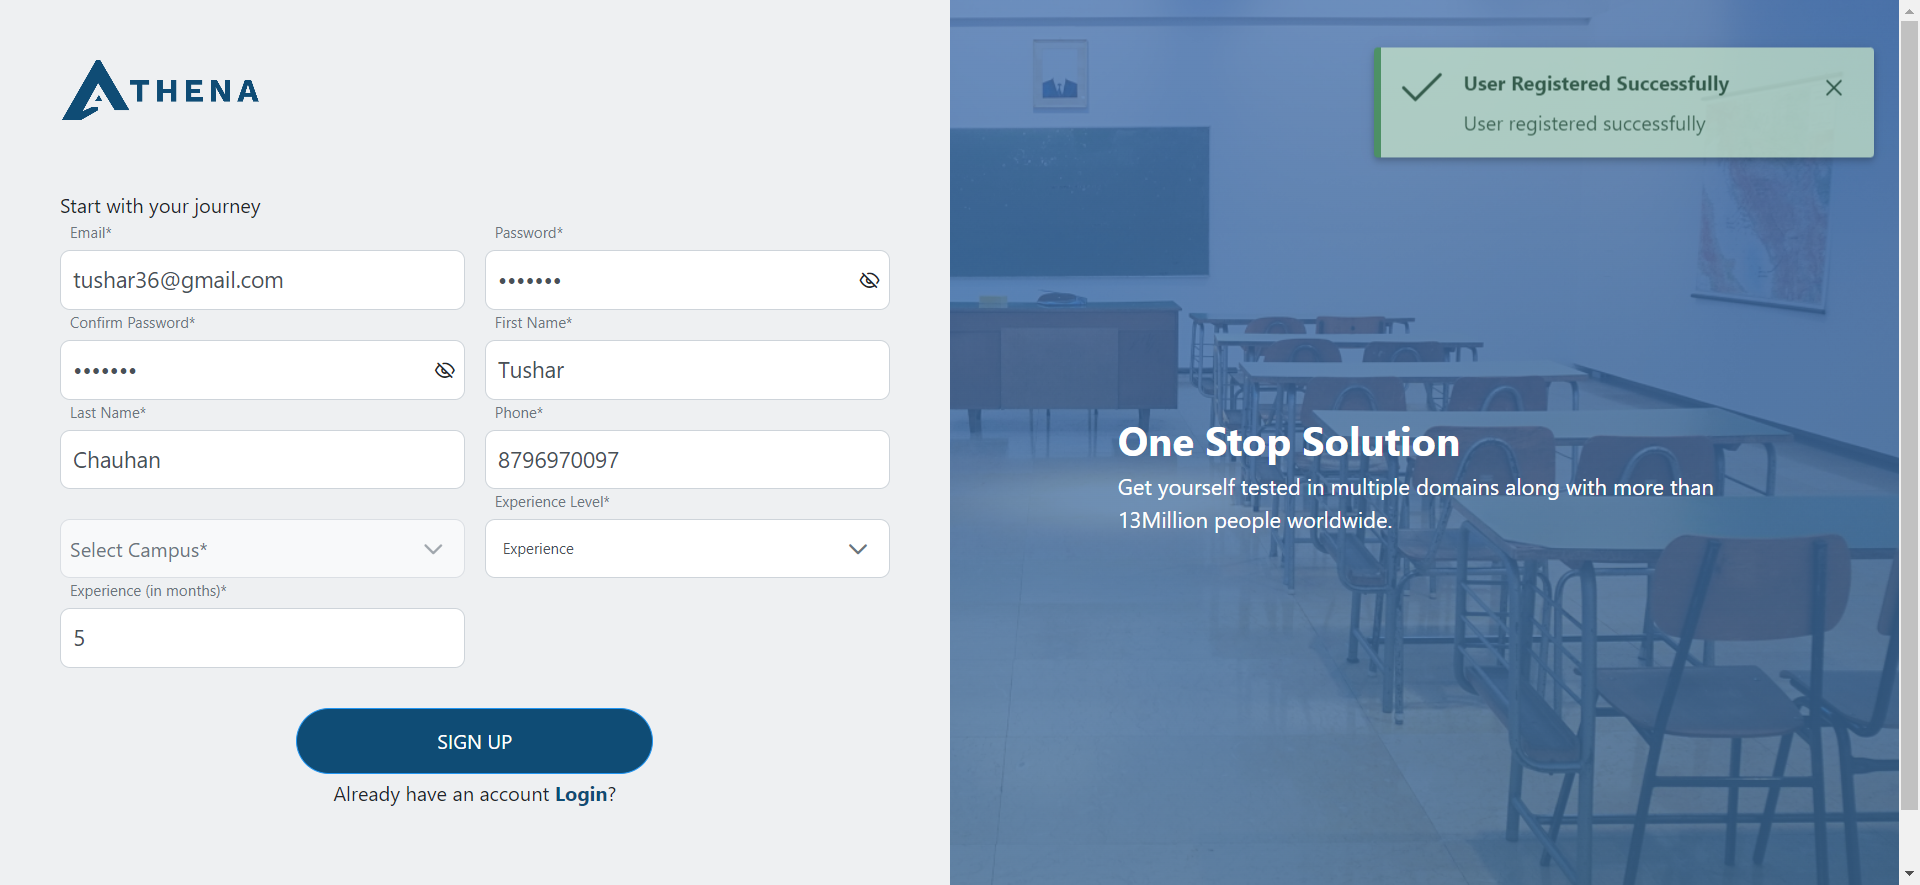 ATHENA
Start with your journey
Email*
Password*
tushar36@gmail.com
•••••••
Confirm Password*
First Name*
•••••••
Tushar
Last Name*
Phone*
Chauhan
8796970097
Experience Level*
Select Campus*
Experience
Experience (in months)*
5
SIGN UP
Already have an account Login?
User Registered Successfully
User registered successfully
One Stop Solution
Get yourself tested in multiple domains along with more than
13Million people worldwide.